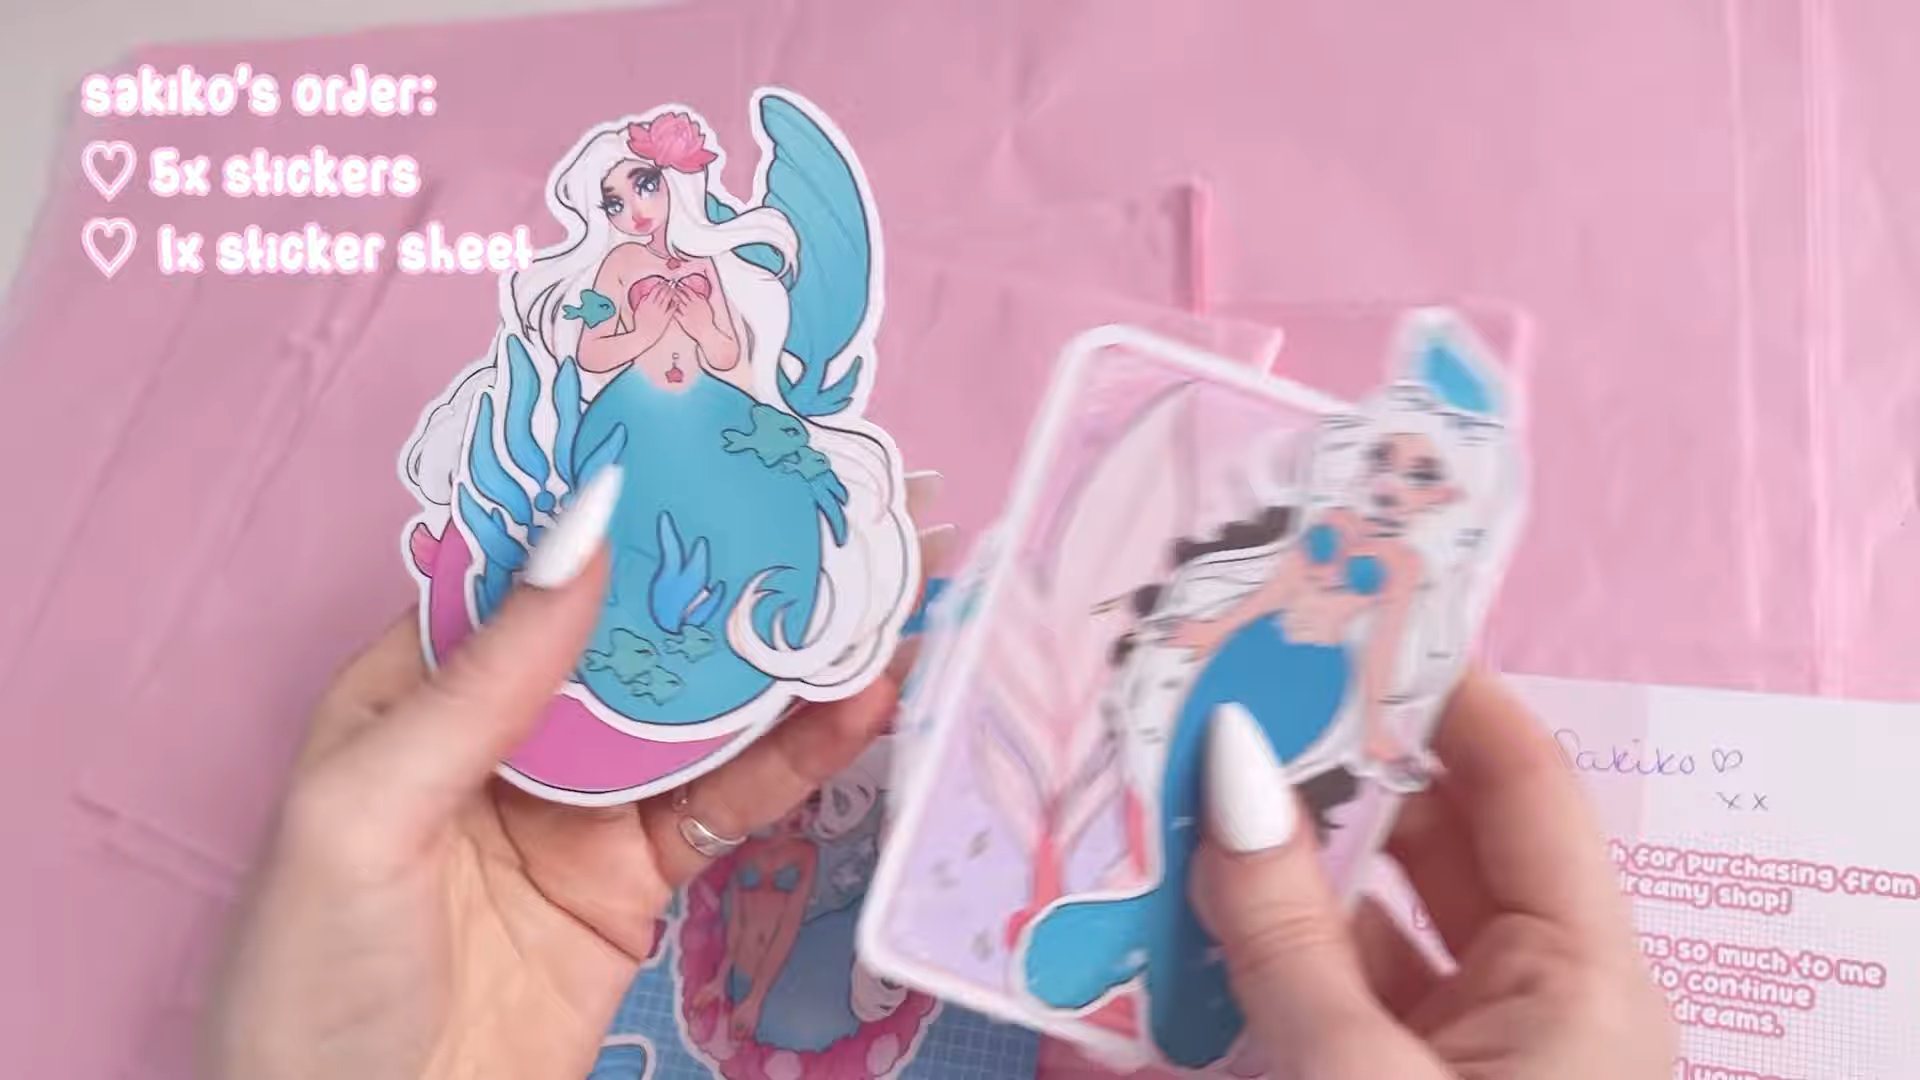 sakiko's order:
♡ 5x stickers
♡ 1x sticker sheet
Sakiko ♡
xx
for purchasing from
dreamy shop!
so much to me
to continue
dreams.